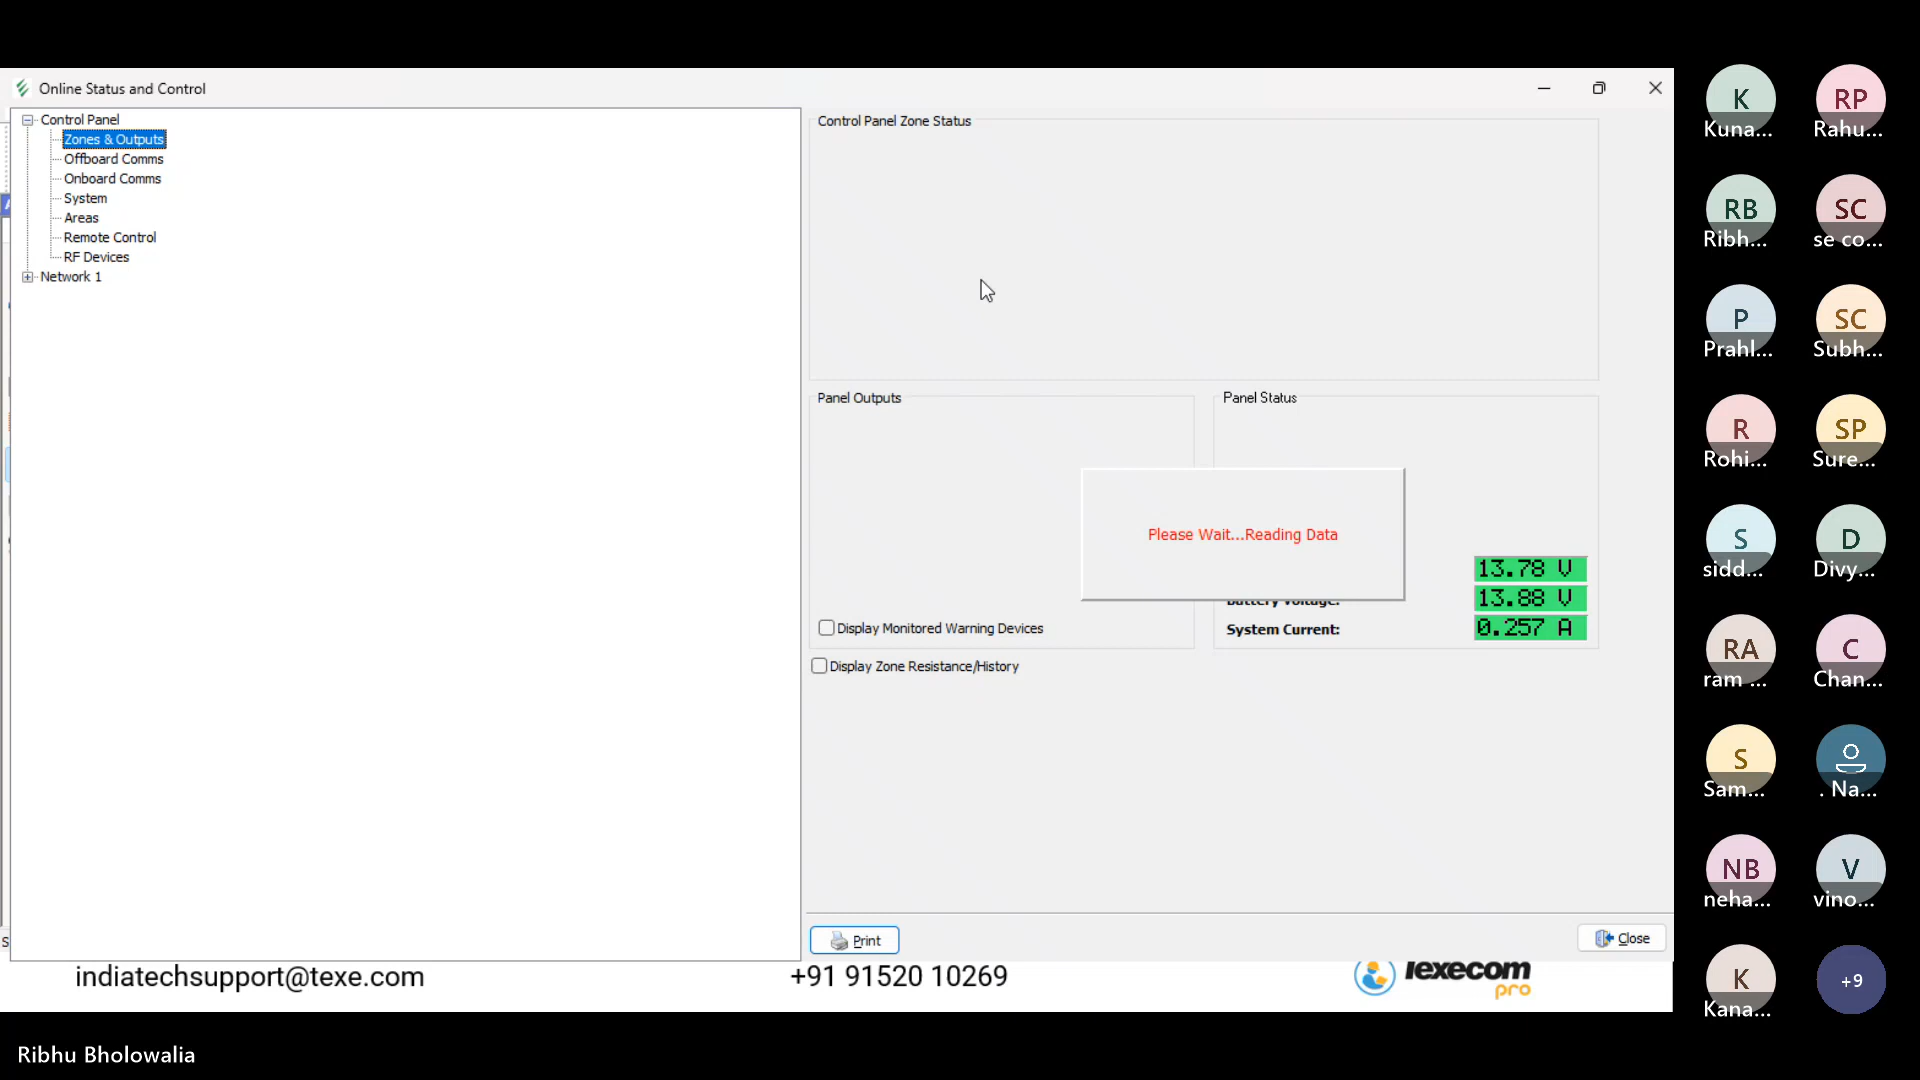 Online Status and Control
Control Panel
Zones & Outputs
Offboard Comms
Onboard Comms
System
Areas
Remote Control
RF Devices
Network 1
Control Panel Zone Status
Panel Outputs
Panel Status
Please Wait...Reading Data
13.78 V
Battery Voltage:
13.88 V
System Current:
0.257 A
Display Monitored Warning Devices
Display Zone Resistance/History
Print
Close
indiatechsupport@texe.com
+91 91520 10269
Texecom
pro
Ribhu Bholowalia
K
Kuna...
RP
Rahu...
RB
Ribh...
SC
se co...
P
Prahl...
SC
Subh...
R
Rohi...
SP
Sure...
S
sidd...
D
Divy...
RA
ram ...
C
Chan...
S
Sam...
. Na...
NB
neha...
V
vino...
K
Kana...
+9